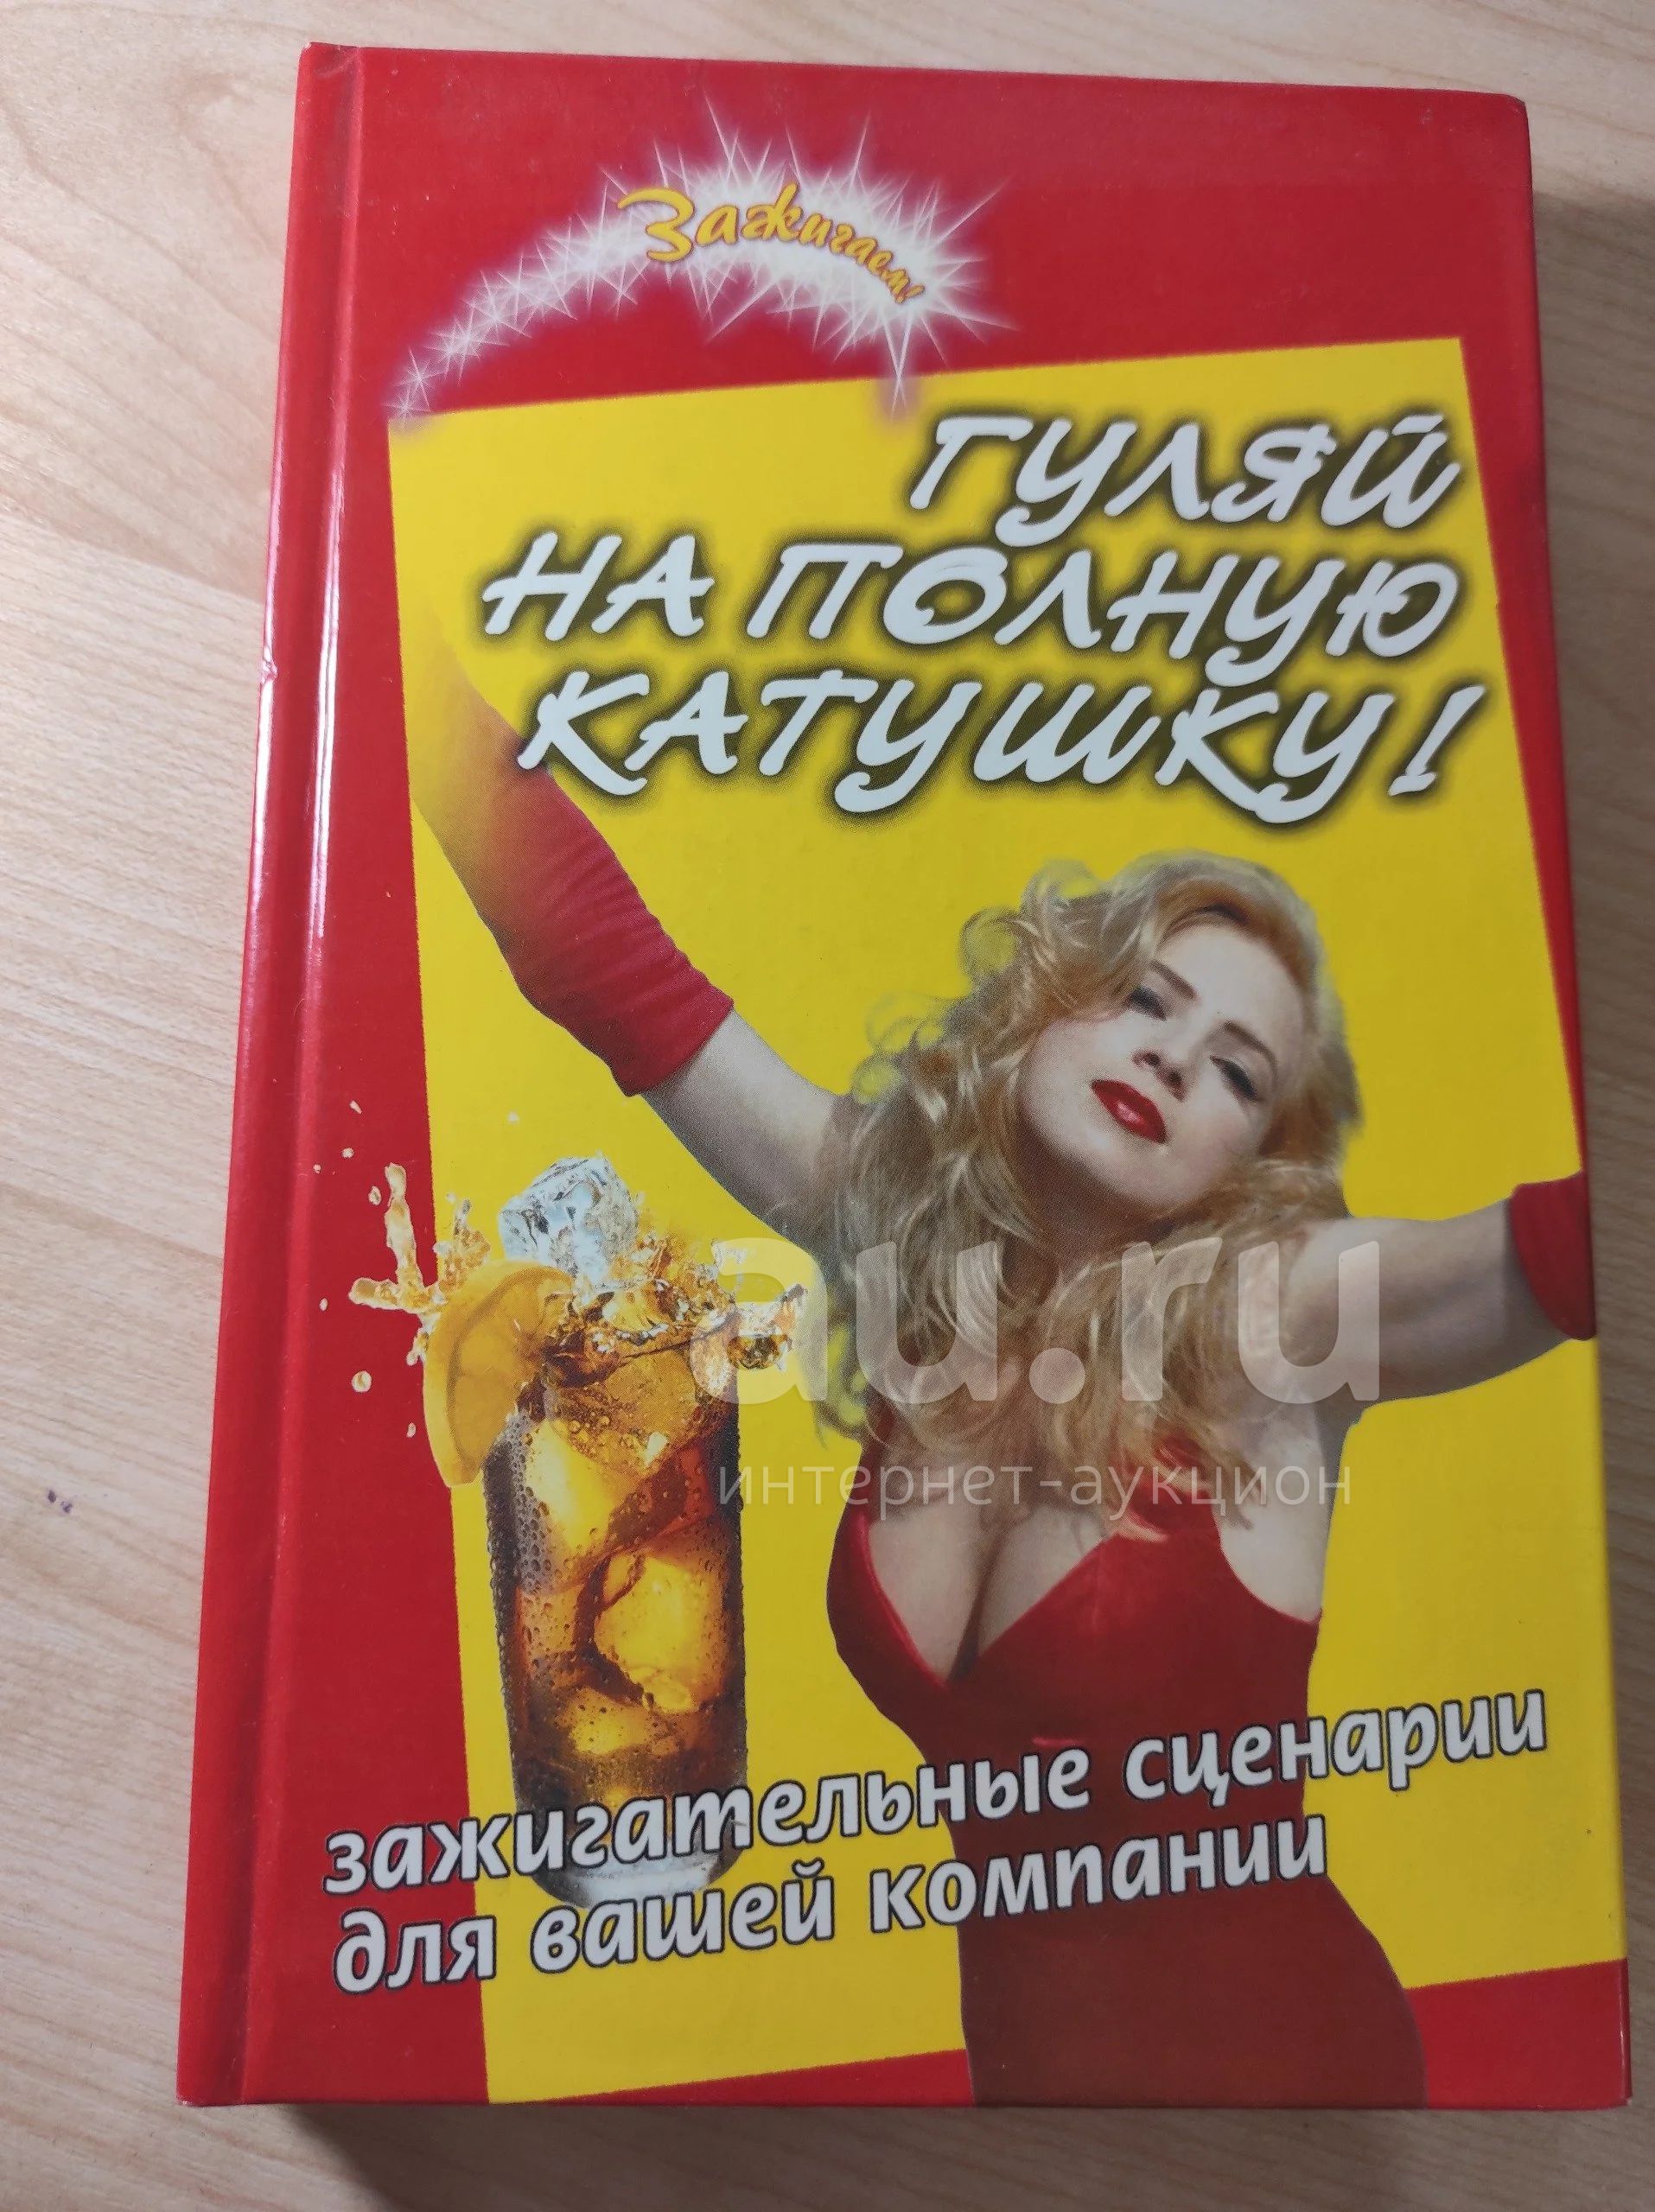 Зажигаем!
ГУЛЯЙ
НА ПОЛНУЮ
КАТУШКУ!
au.ru
интернет-аукцион
зажигательные сценарии
для вашей компании